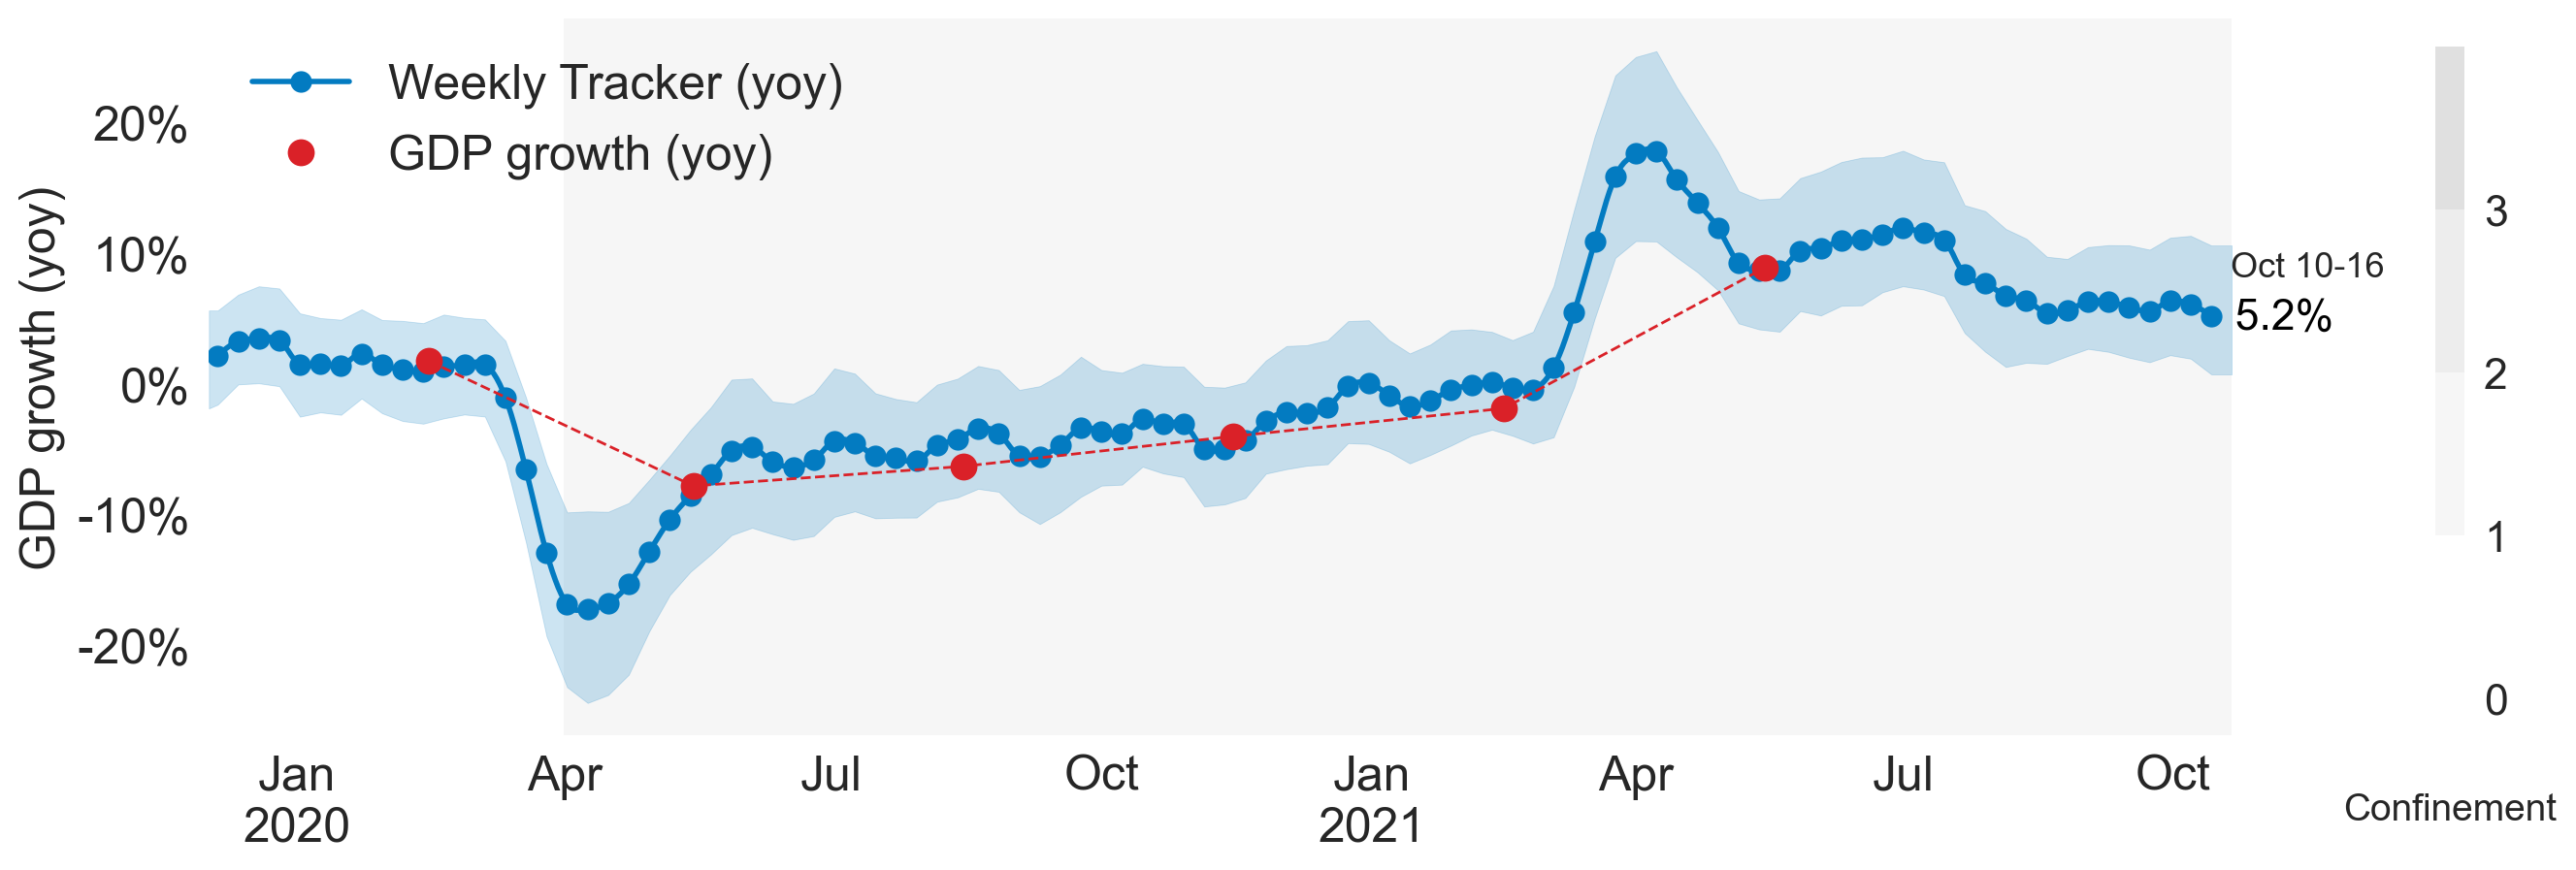 Weekly Tracker (yoy)
GDP growth (yoy)
GDP growth (yoy)
20%
10%
0%
-10%
-20%
Jan
2020
Apr
Jul
Oct
Jan
2021
Apr
Jul
Oct
Oct 10-16
5.2%
3
2
1
0
Confinement